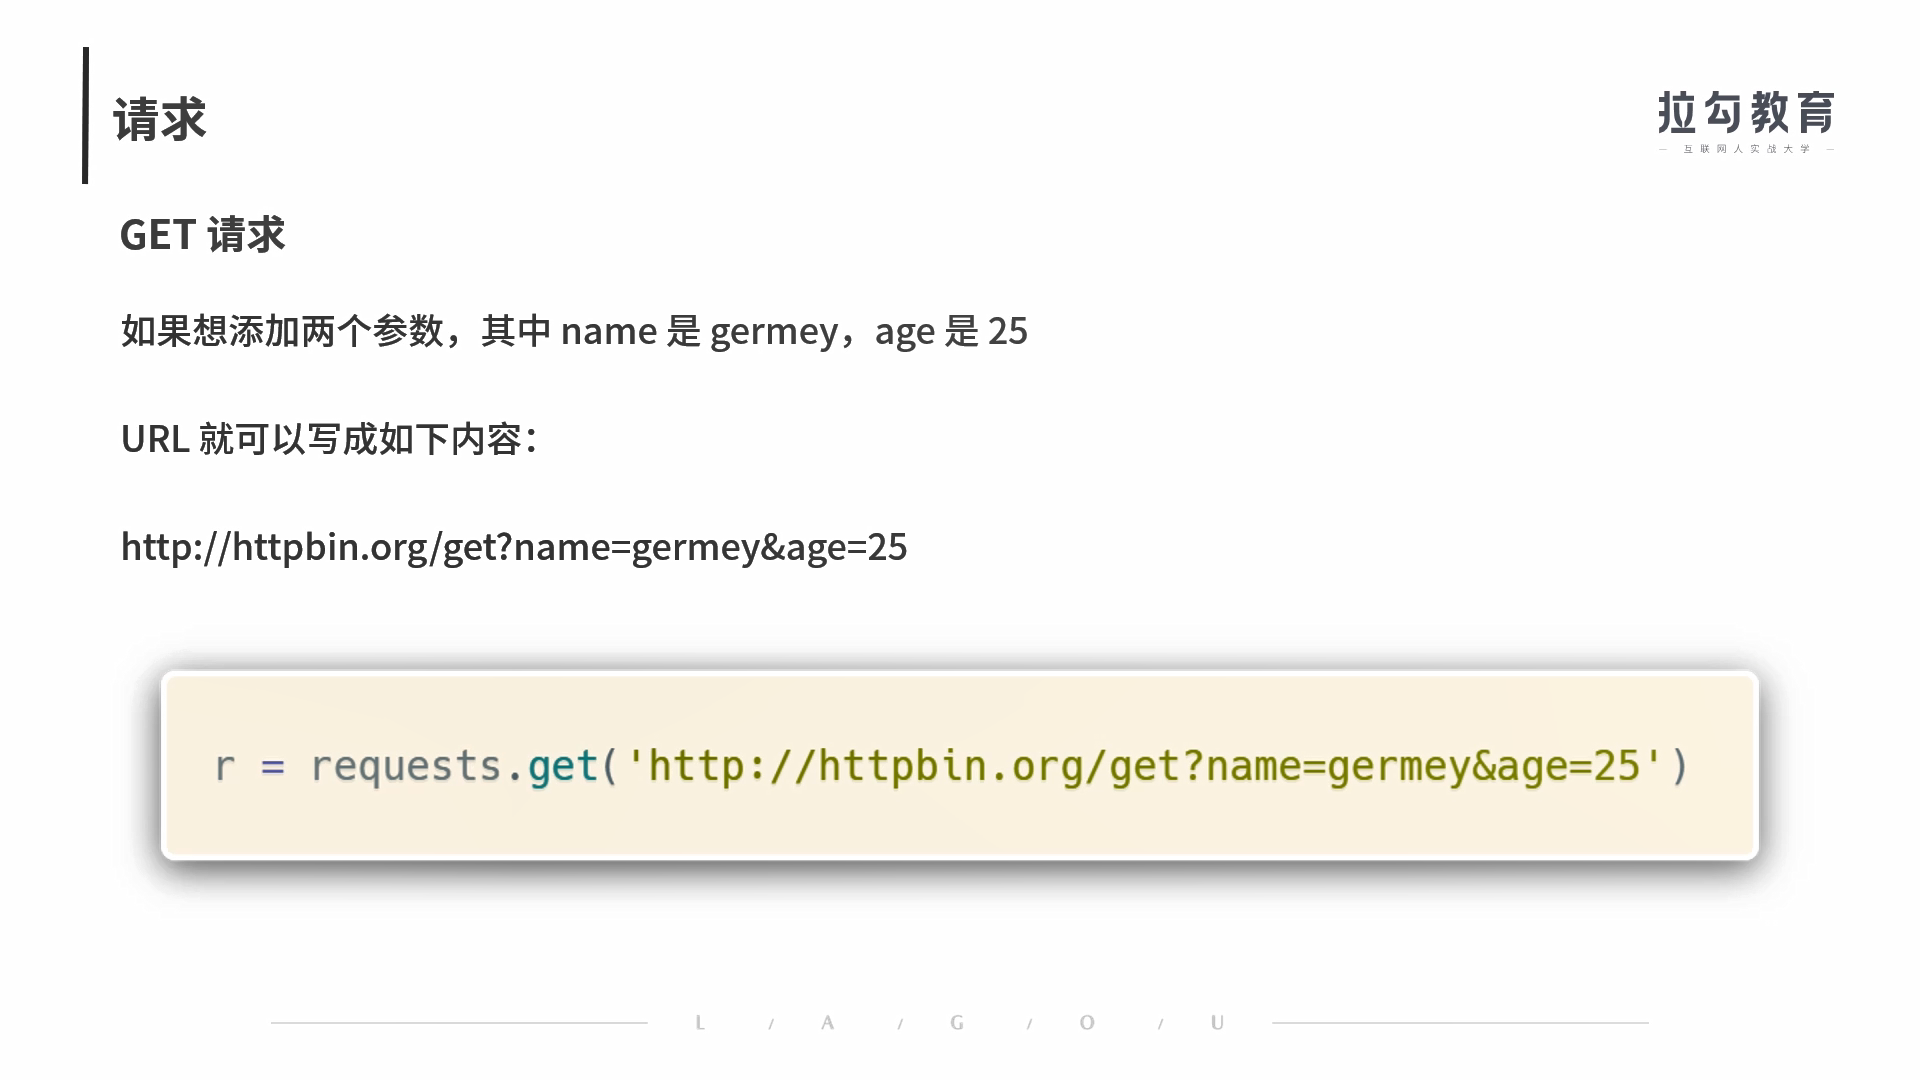 请求
拉勾教育
— 互联网人实战大学 —
GET 请求
如果想添加两个参数，其中 name 是 germey，age 是 25
URL 就可以写成如下内容：
http://httpbin.org/get?name=germey&age=25
r = requests.get('http://httpbin.org/get?name=germey&age=25')
L / A / G / O / U